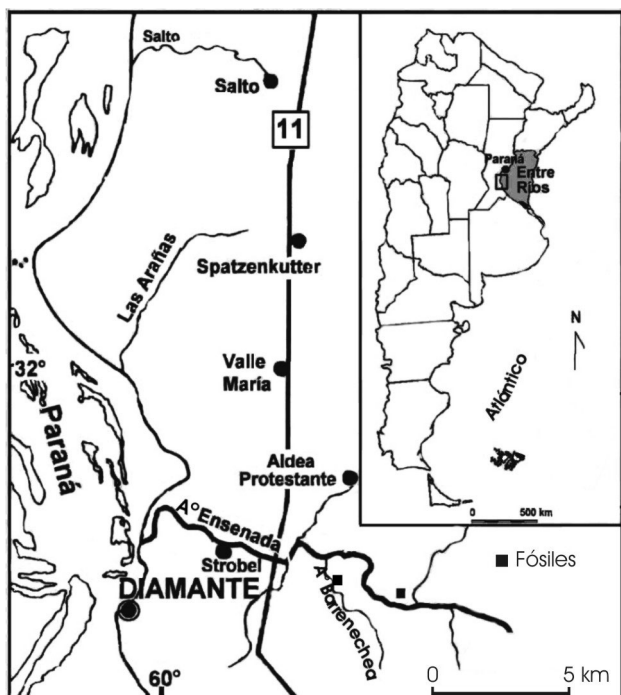 Salto
Salto
11
Spatzenkutter
Las Arañas
Valle
María
32°
Paraná
Aldea
Protestante
A° Ensenada
Strobel
DIAMANTE
A° Barrenechea
60°
Paraná
Entre
Ríos
N
Atlántico
0 500 km
Fósiles
0 5 km